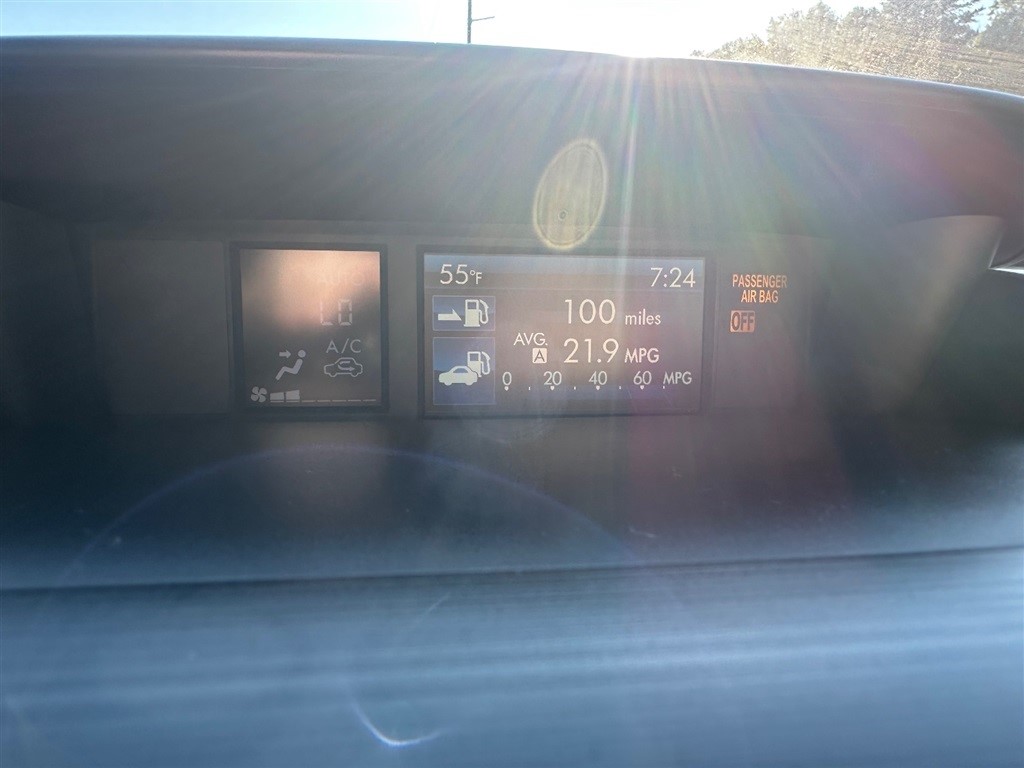 LO
A/C
55°F 7:24
100 miles
AVG.
A 21.9 MPG
0 20 40 60 MPG
PASSENGER
AIR BAG
OFF